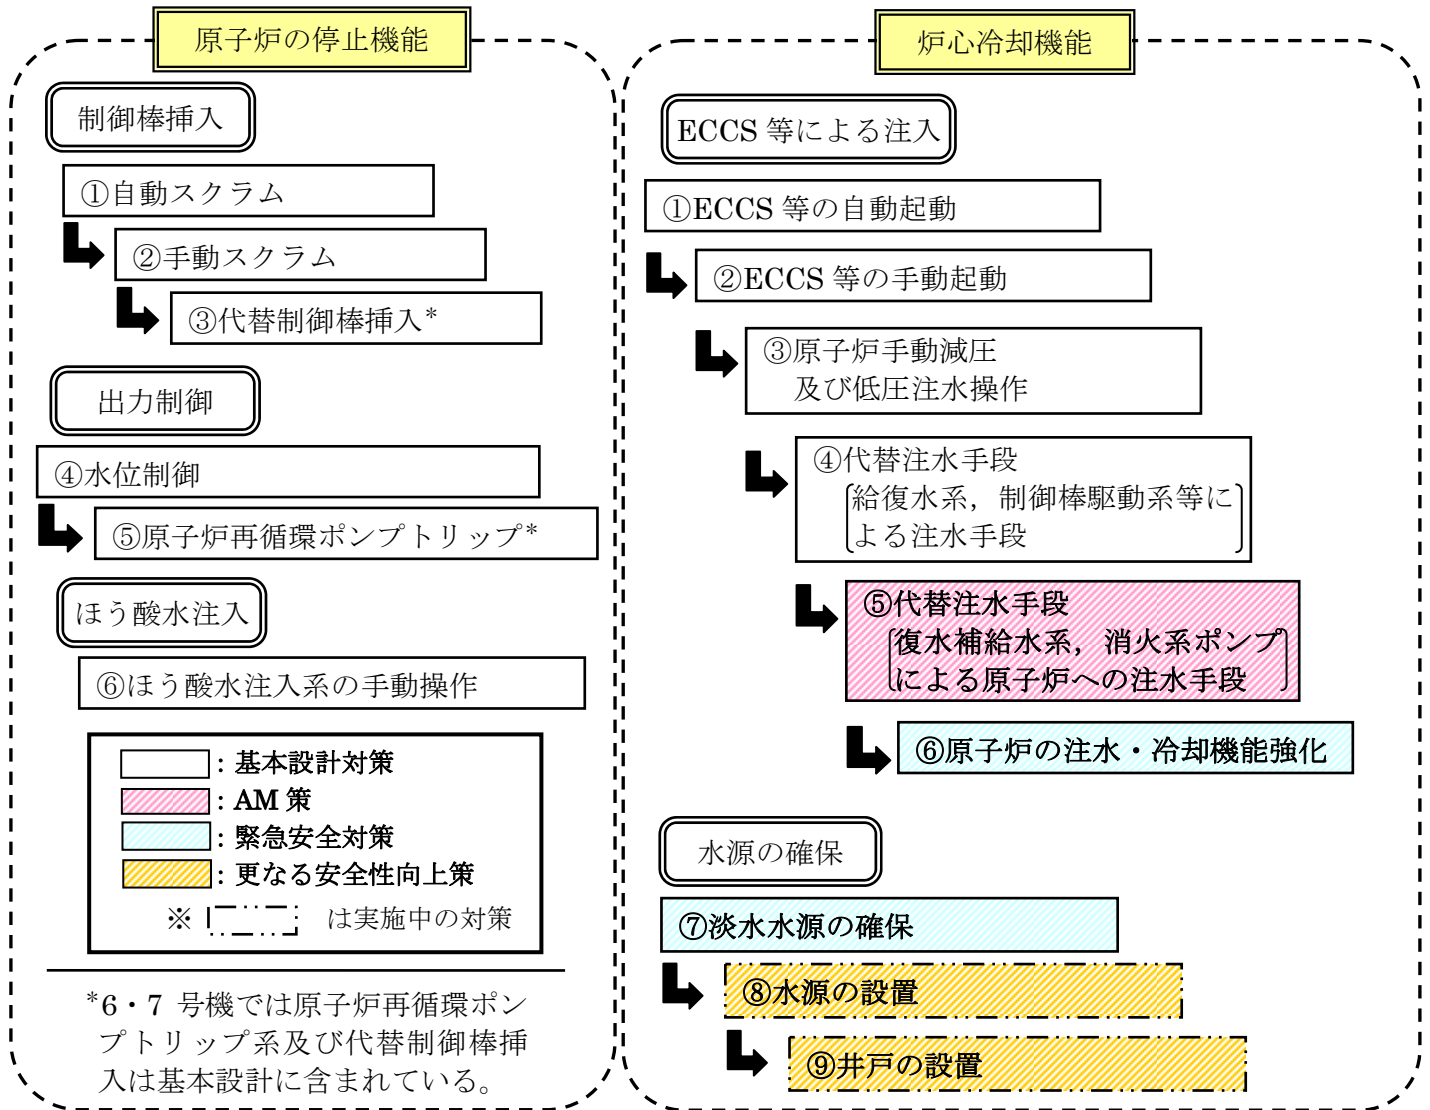 原子炉の停止機能
制御棒挿入
①自動スクラム
②手動スクラム
③代替制御棒挿入*
出力制御
④水位制御
⑤原子炉再循環ポンプトリップ*
ほう酸水注入
⑥ほう酸水注入系の手動操作
：基本設計対策
：AM 策
：緊急安全対策
：更なる安全性向上策
※ は実施中の対策
*6・7 号機では原子炉再循環ポン
プトリップ系及び代替制御棒挿
入は基本設計に含まれている。
炉心冷却機能
ECCS 等による注入
①ECCS 等の自動起動
②ECCS 等の手動起動
③原子炉手動減圧
及び低圧注水操作
④代替注水手段
給復水系，制御棒駆動系等に
よる注水手段
⑤代替注水手段
復水補給水系，消火系ポンプ
による原子炉への注水手段
⑥原子炉の注水・冷却機能強化
水源の確保
⑦淡水水源の確保
⑧水源の設置
⑨井戸の設置